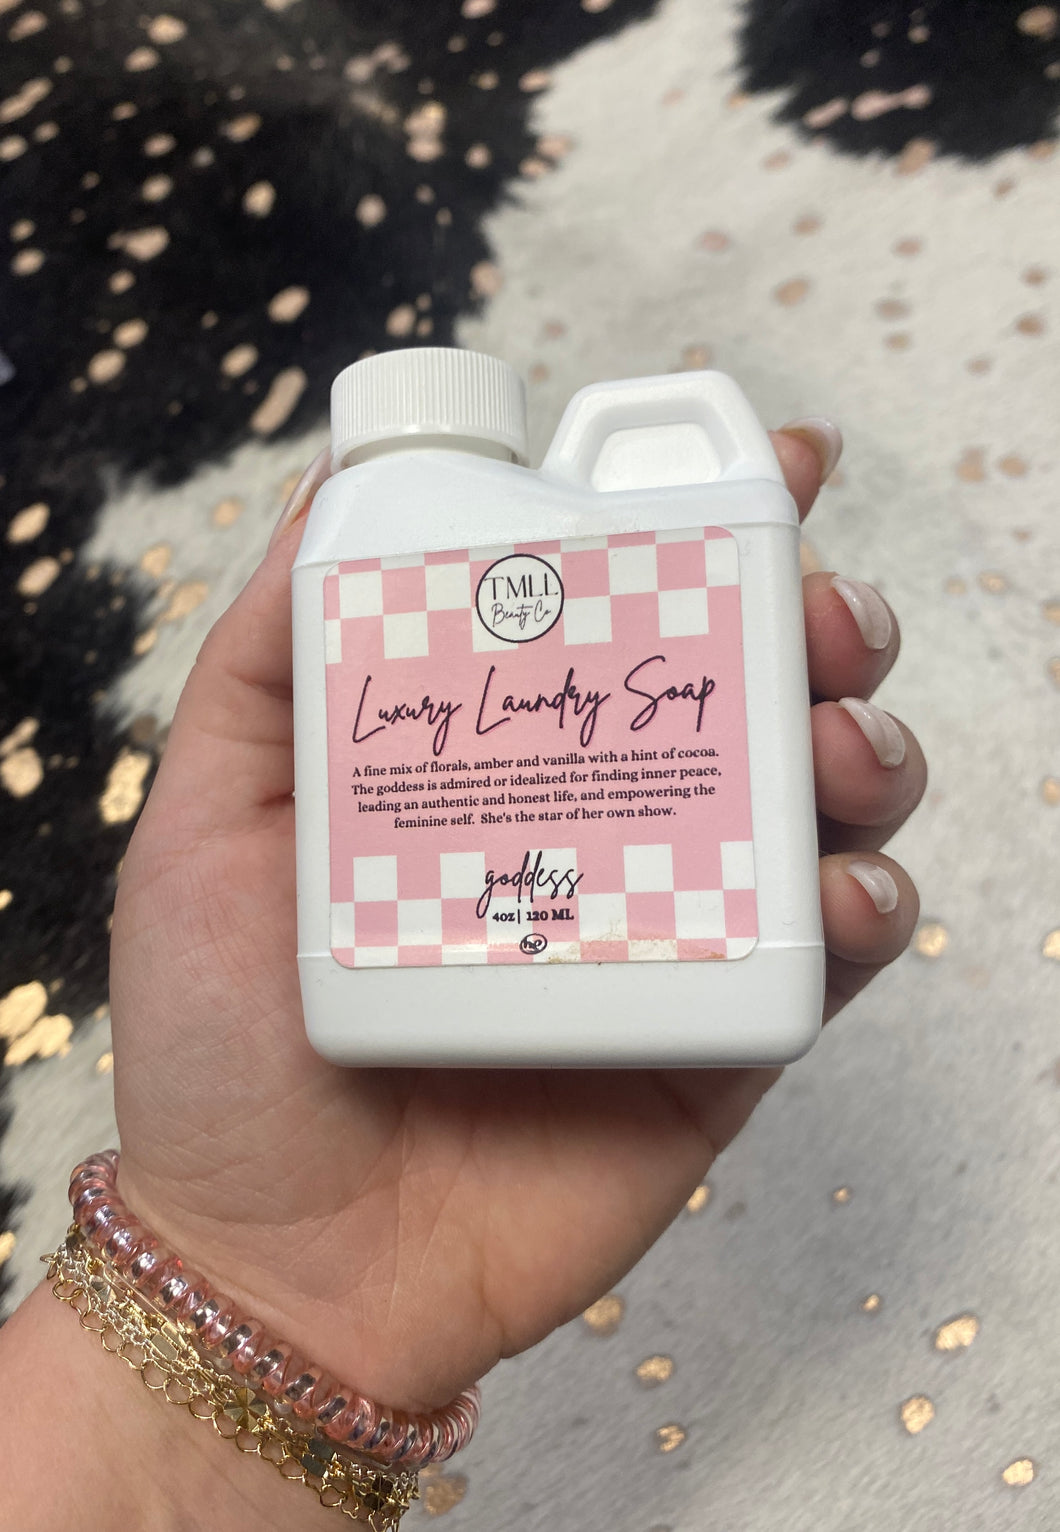 TMLL
Beauty Co
Luxury Laundry Soap
A fine mix of florals, amber and vanilla with a hint of cocoa.
The goddess is admired or idealized for finding inner peace,
leading an authentic and honest life, and empowering the
feminine self. She's the star of her own show.
goddess
4oz| 120 ML
he